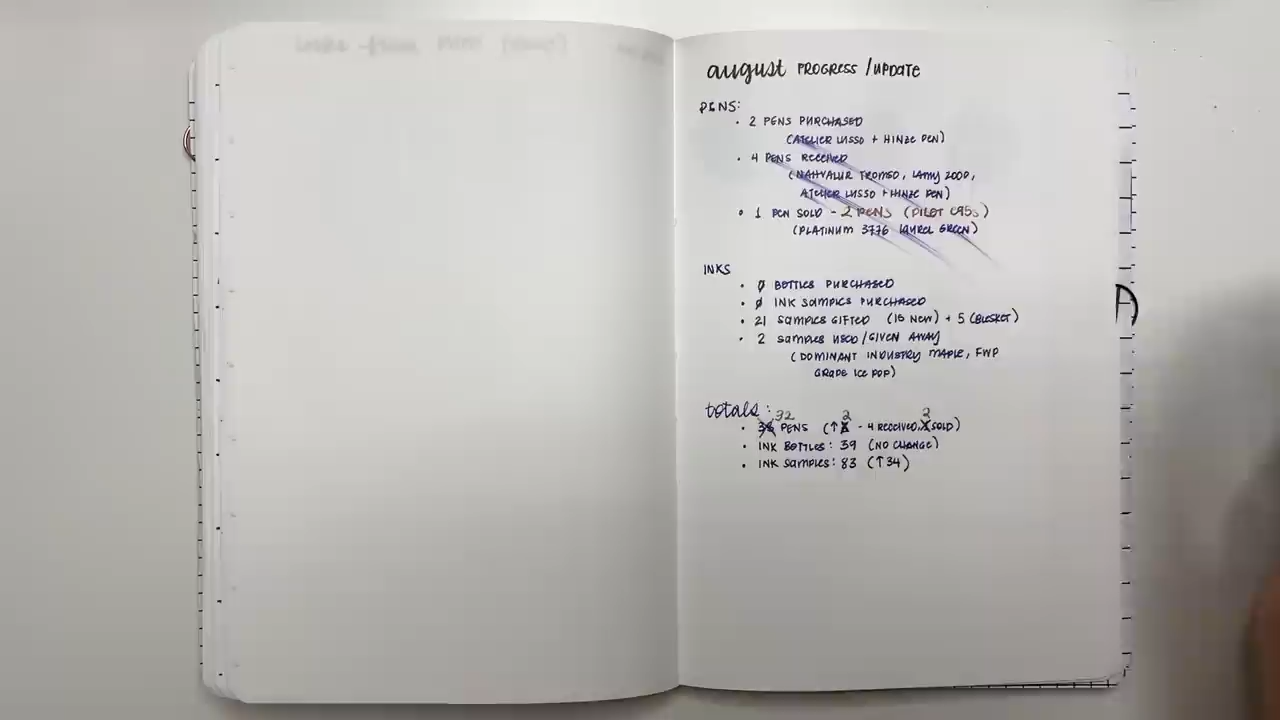 august PROGRESS /UPDATE
PENS:
• 2 PENS PURCHASED
(ATELIER LUSSO + HINZE PEN)
• 4 PENS RECEIVED
(NAHVALUR TROMSO, LAMY 2000,
ATELIER LUSSO + HINZE PEN)
• 1 PEN SOLD - 2 PENS (PILOT E95s)
(PLATINUM 3776 LAUREL GREEN)
INKS
• ∅ BOTTLES PURCHASED
• ∅ INK SAMPLES PURCHASED
• 21 SAMPLES GIFTED (16 NEW) + 5 (BLESKET)
• 2 SAMPLES USED/GIVEN AWAY
(DOMINANT INDUSTRY MAPLE, FWP
GRAPE ICE POP)
totals:
• 32 PENS (↑2 - 4 RECEIVED, 2 SOLD)
• INK BOTTLES: 39 (NO CHANGE)
• INK SAMPLES: 83 (↑34)
A